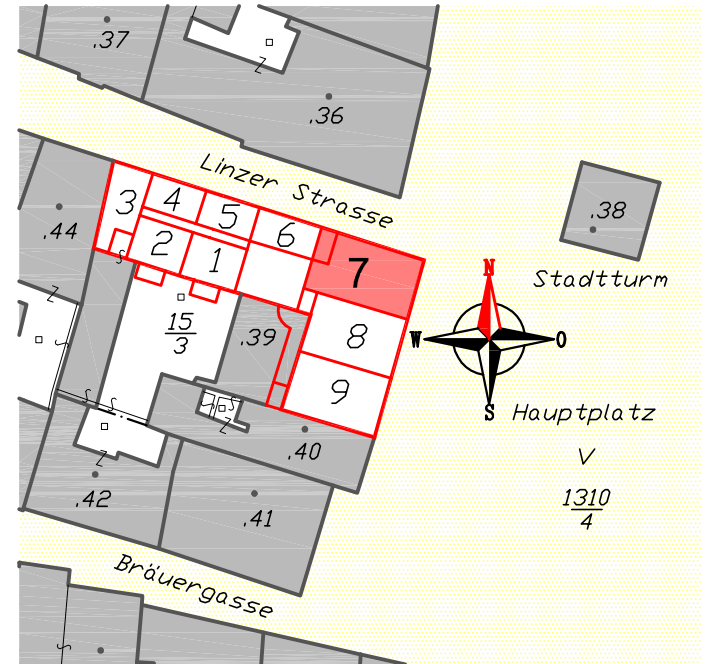 .37
.36
Linzer Strasse
.38
Stadtturm
3 4 5 6 7
.44
2 1
8
9
15
3
.39
N
W O
S
Hauptplatz
V
1310
4
.40
.42
.41
Bräuergasse